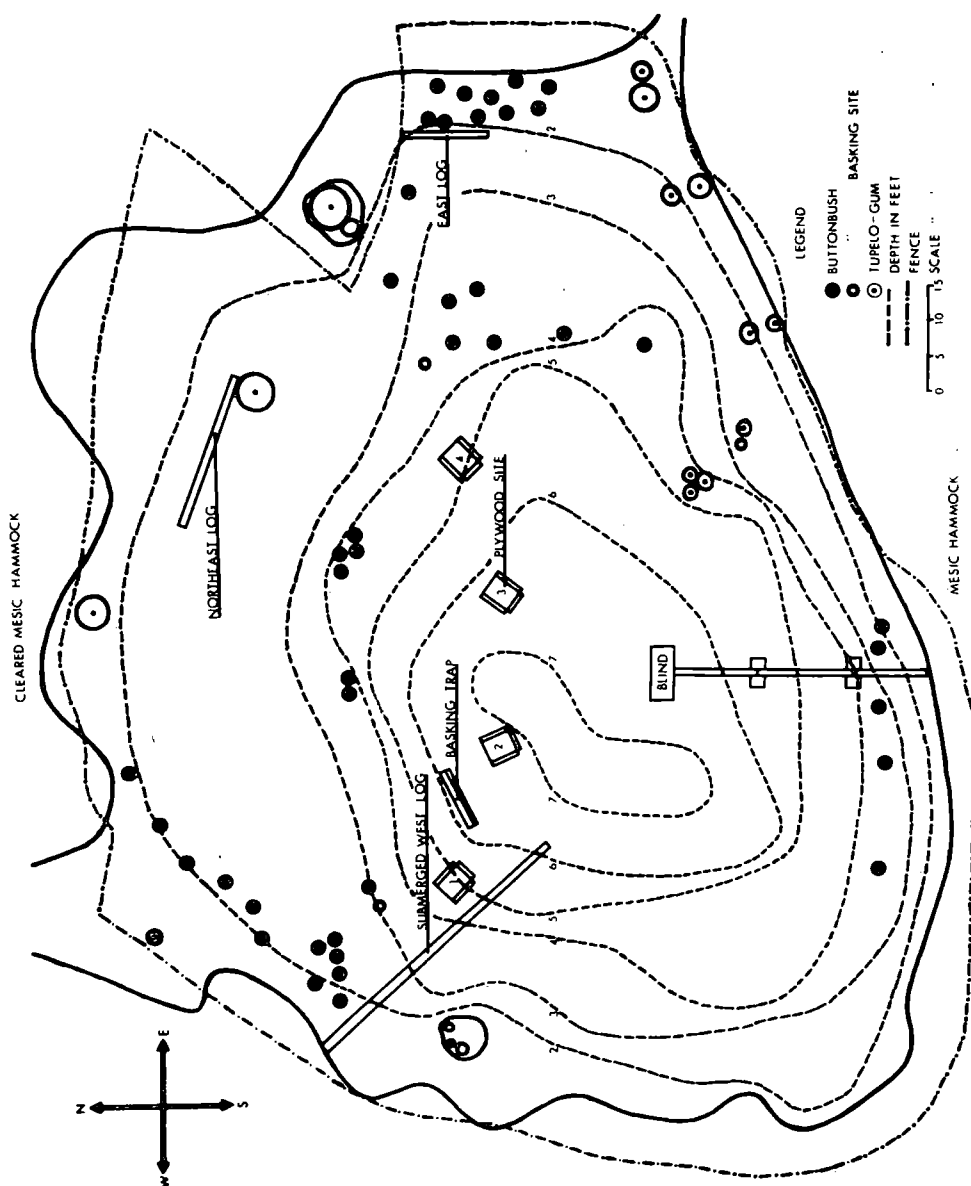 CLEARED MESIC HAMMOCK
NORTHEAST LOG
EAST LOG
SUBMERGED WEST LOG
BASKING TRAP
PLYWOOD SITE
BLIND
1
2
3
4
2
3
4
5
6
7
7
6
5
4
3
2
N
W
E
S
LEGEND
BUTTONBUSH
" BASKING SITE
TUPELO-GUM
DEPTH IN FEET
FENCE
0 5 10 15 SCALE
MESIC HAMMOCK